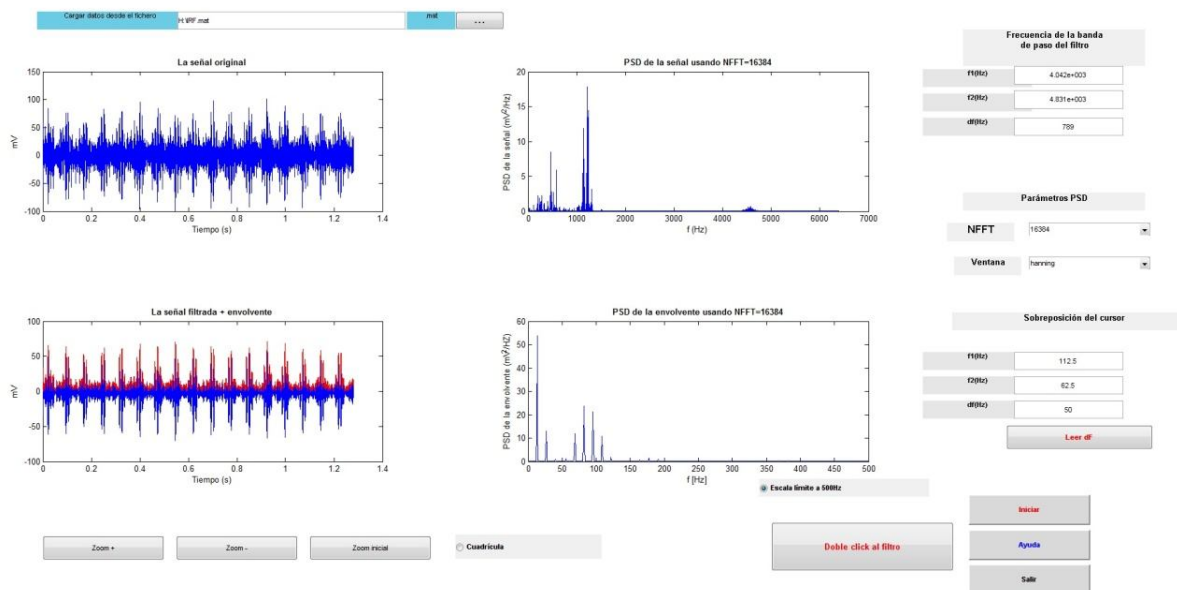 Cargar datos desde el fichero
H:\IRF.mat
.mat
...
La señal original
150
100
50
0
-50
-100
mV
0 0.2 0.4 0.6 0.8 1 1.2 1.4
Tiempo (s)
PSD de la señal usando NFFT=16384
20
15
10
5
0
PSD de la señal (mV²/Hz)
0 1000 2000 3000 4000 5000 6000 7000
f (Hz)
Frecuencia de la banda
de paso del filtro
f1(Hz) 4.042e+003
f2(Hz) 4.831e+003
df(Hz) 789
Parámetros PSD
NFFT 16384
Ventana hanning
La señal filtrada + envolvente
100
50
0
-50
-100
mV
0 0.2 0.4 0.6 0.8 1 1.2 1.4
Tiempo (s)
PSD de la envolvente usando NFFT=16384
60
50
40
30
20
10
0
PSD de la envolvente (mV²/HZ)
0 50 100 150 200 250 300 350 400 450 500
f [Hz]
Sobreposición del cursor
f1(Hz) 112.5
f2(Hz) 62.5
df(Hz) 50
Leer dF
Escala límite a 500Hz
Zoom +
Zoom -
Zoom inicial
Cuadrícula
Doble click al filtro
Iniciar
Ayuda
Salir